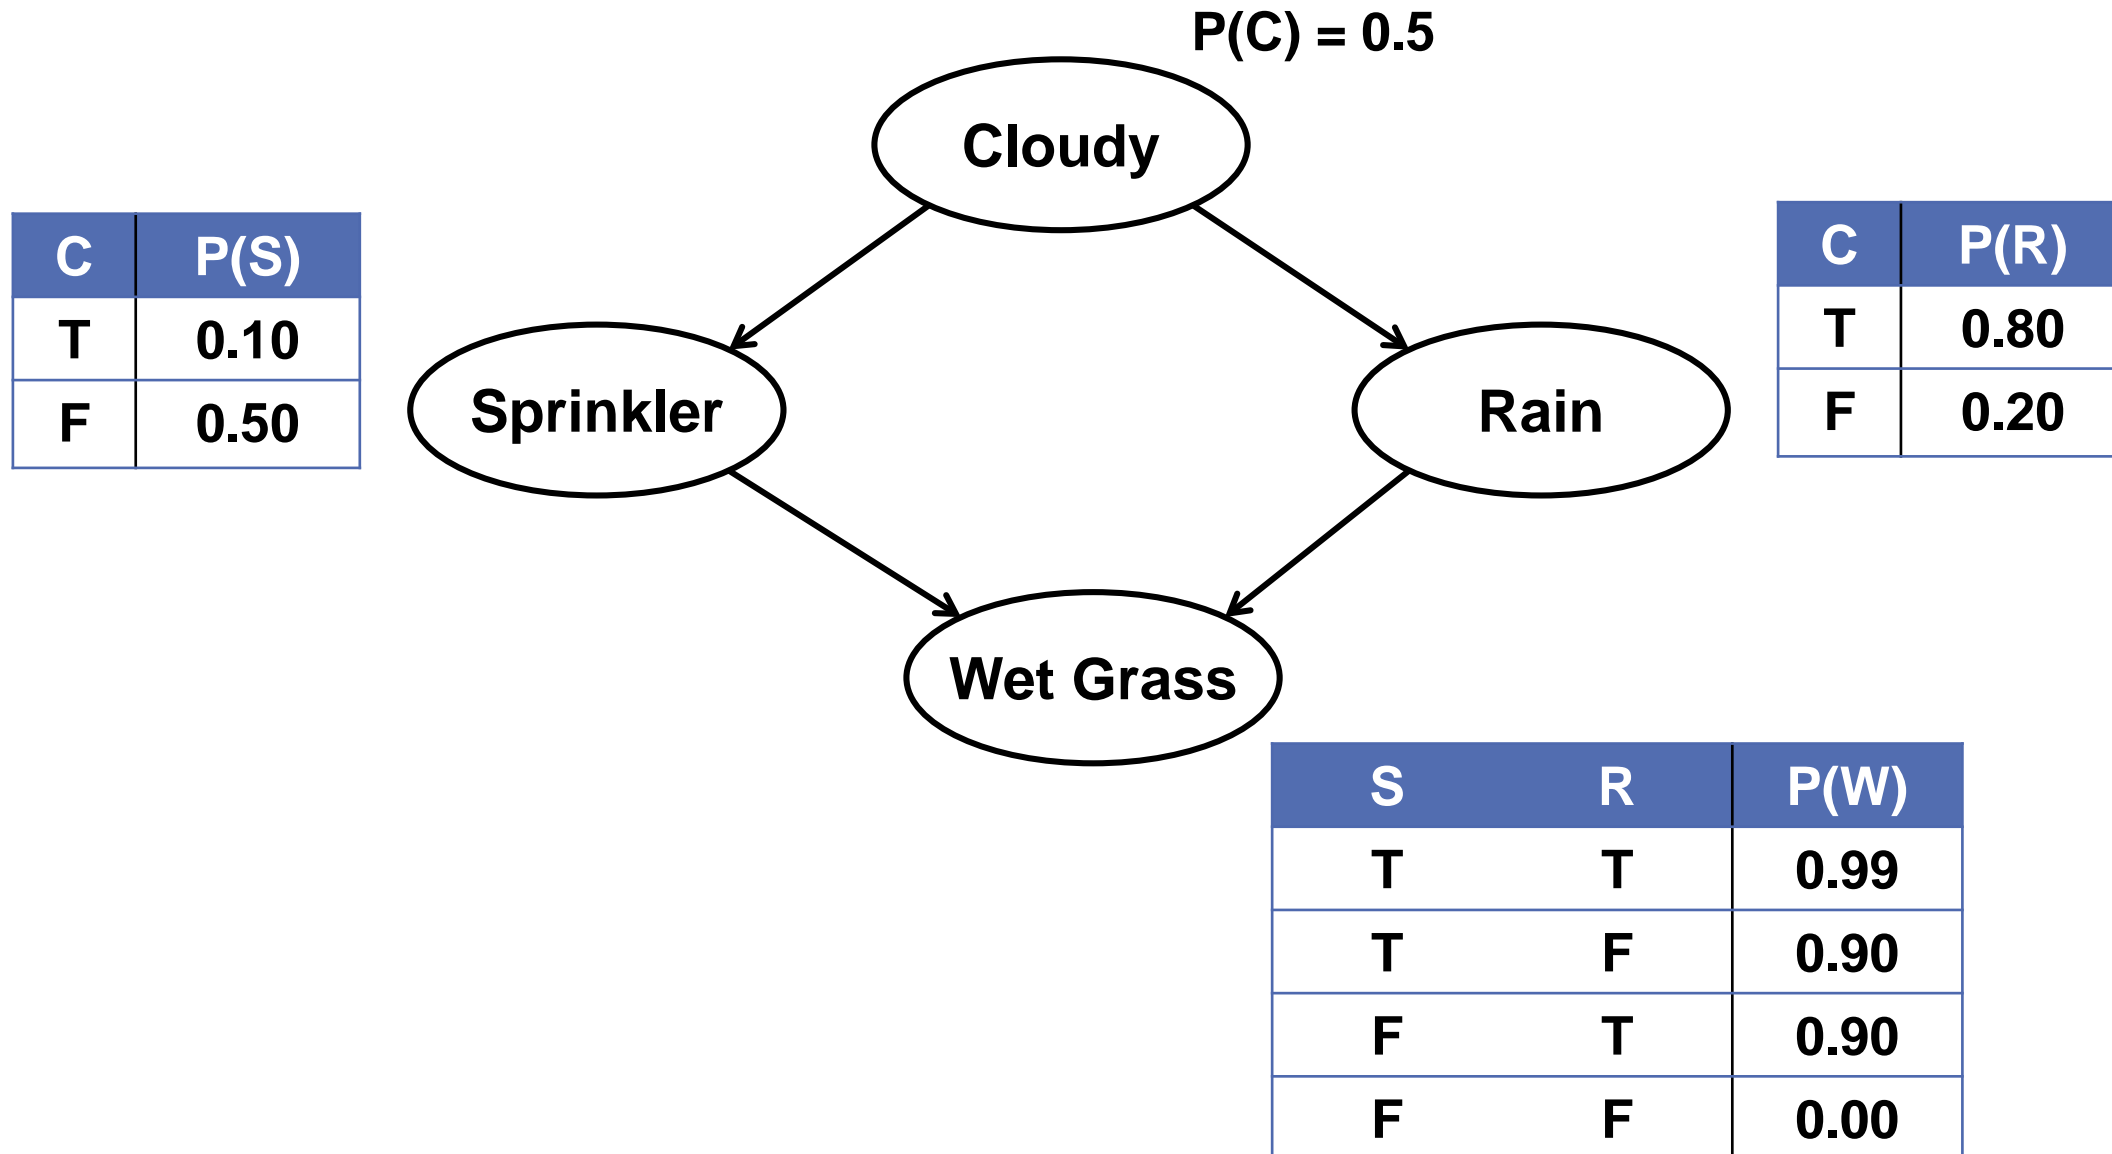 P(C) = 0.5
Cloudy
C P(S)
T 0.10
F 0.50
C P(R)
T 0.80
F 0.20
Sprinkler
Rain
Wet Grass
S R P(W)
T T 0.99
T F 0.90
F T 0.90
F F 0.00